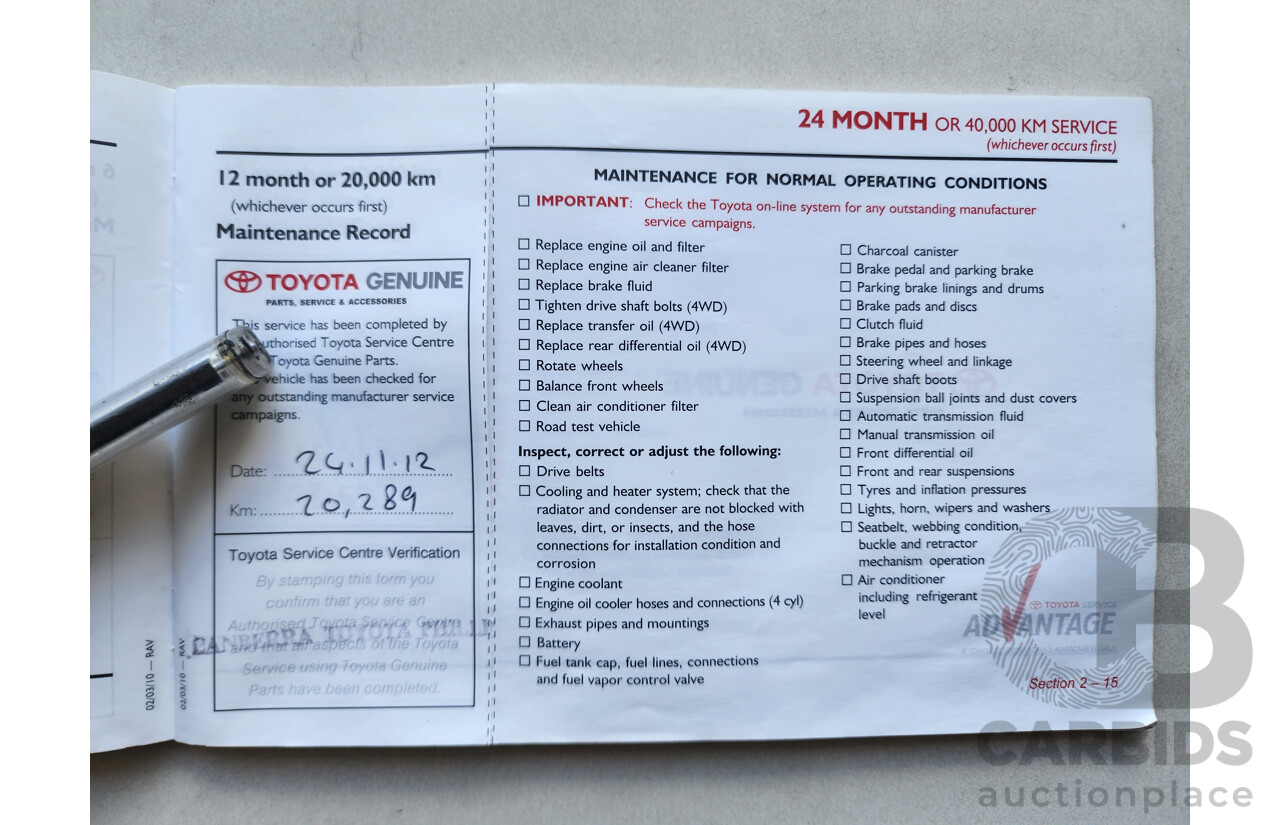 12 month or 20,000 km
(whichever occurs first)
Maintenance Record
TOYOTA GENUINE
PARTS, SERVICE & ACCESSORIES
This service has been completed by
uthorised Toyota Service Centre
Toyota Genuine Parts.
vehicle has been checked for
any outstanding manufacturer service
campaigns.
Date: 24.11.12
Km: 20,289
Toyota Service Centre Verification
By stamping this form you
confirm that you are an
Authorised Toyota Service Centre
CANBERRA TOYOTA PHILLIP
and that all aspects of the Toyota
Service using Toyota Genuine
Parts have been completed.
02/03/10 — RAV
02/03/10 — RAV
24 MONTH OR 40,000 KM SERVICE
(whichever occurs first)
MAINTENANCE FOR NORMAL OPERATING CONDITIONS
IMPORTANT: Check the Toyota on-line system for any outstanding manufacturer
service campaigns.
Replace engine oil and filter
Replace engine air cleaner filter
Replace brake fluid
Tighten drive shaft bolts (4WD)
Replace transfer oil (4WD)
Replace rear differential oil (4WD)
Rotate wheels
Balance front wheels
Clean air conditioner filter
Road test vehicle
Inspect, correct or adjust the following:
Drive belts
Cooling and heater system; check that the
radiator and condenser are not blocked with
leaves, dirt, or insects, and the hose
connections for installation condition and
corrosion
Engine coolant
Engine oil cooler hoses and connections (4 cyl)
Exhaust pipes and mountings
Battery
Fuel tank cap, fuel lines, connections
and fuel vapor control valve
Charcoal canister
Brake pedal and parking brake
Parking brake linings and drums
Brake pads and discs
Clutch fluid
Brake pipes and hoses
Steering wheel and linkage
Drive shaft boots
Suspension ball joints and dust covers
Automatic transmission fluid
Manual transmission oil
Front differential oil
Front and rear suspensions
Tyres and inflation pressures
Lights, horn, wipers and washers
Seatbelt, webbing condition,
buckle and retractor
mechanism operation
Air conditioner
including refrigerant
level
TOYOTA SERVICE
ADVANTAGE
Section 2 – 15
CB
CARBIDS
auctionplace